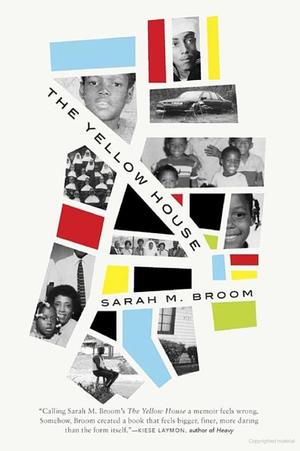 THE YELLOW HOUSE
SARAH M. BROOM
“Calling Sarah M. Broom’s The Yellow House a memoir feels wrong.
Somehow, Broom created a book that feels bigger, finer, more daring
than the form itself.”—KIESE LAYMON, author of Heavy
Copyrighted material